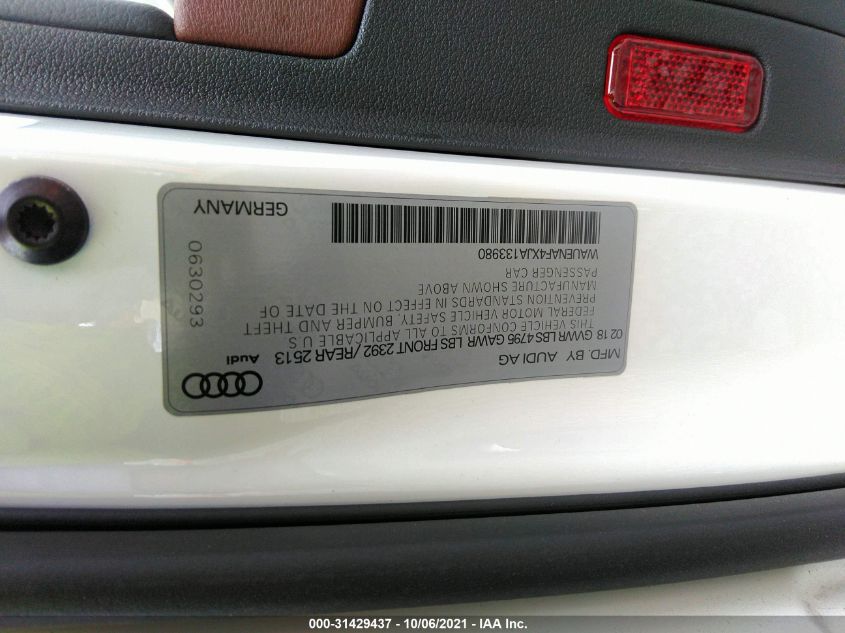 MFD. BY AUDI AG
02 18 GVWR LBS 4795 GAWR LBS FRONT 2392 / REAR 2513 Audi
THIS VEHICLE CONFORMS TO ALL APPLICABLE U S
FEDERAL MOTOR VEHICLE SAFETY, BUMPER AND THEFT
PREVENTION STANDARDS IN EFFECT ON THE DATE OF
MANUFACTURE SHOWN ABOVE
PASSENGER CAR
WAUENAF4XJA133980
0630293
GERMANY
000-31429437 - 10/06/2021 - IAA Inc.